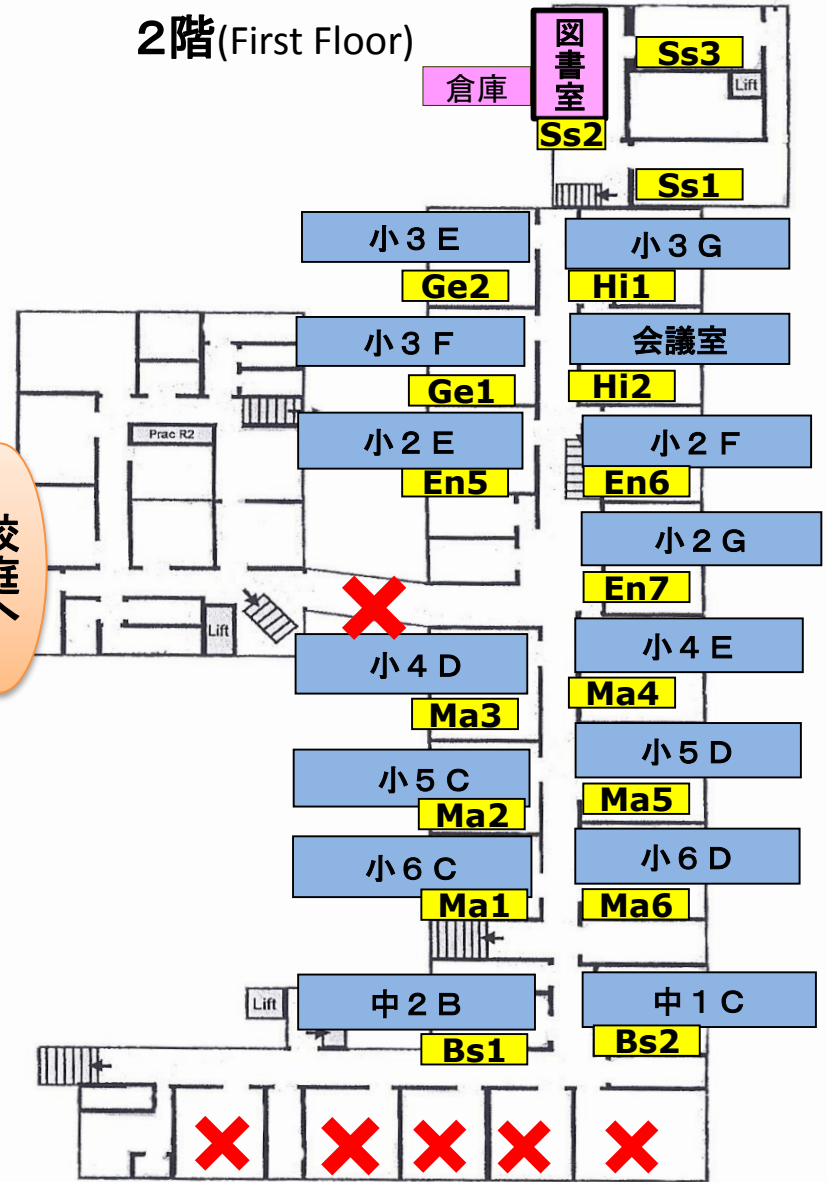 2階(First Floor)
図書室
倉庫
Ss3
Lift
Ss2
Ss1
小3E
小3G
Ge2
Hi1
小3F
会議室
Ge1
Hi2
Prac R2
小2E
小2F
En5
En6
小2G
En7
校庭へ
Lift
小4D
小4E
Ma3
Ma4
小5C
小5D
Ma2
Ma5
小6C
小6D
Ma1
Ma6
Lift
中2B
中1C
Bs1
Bs2